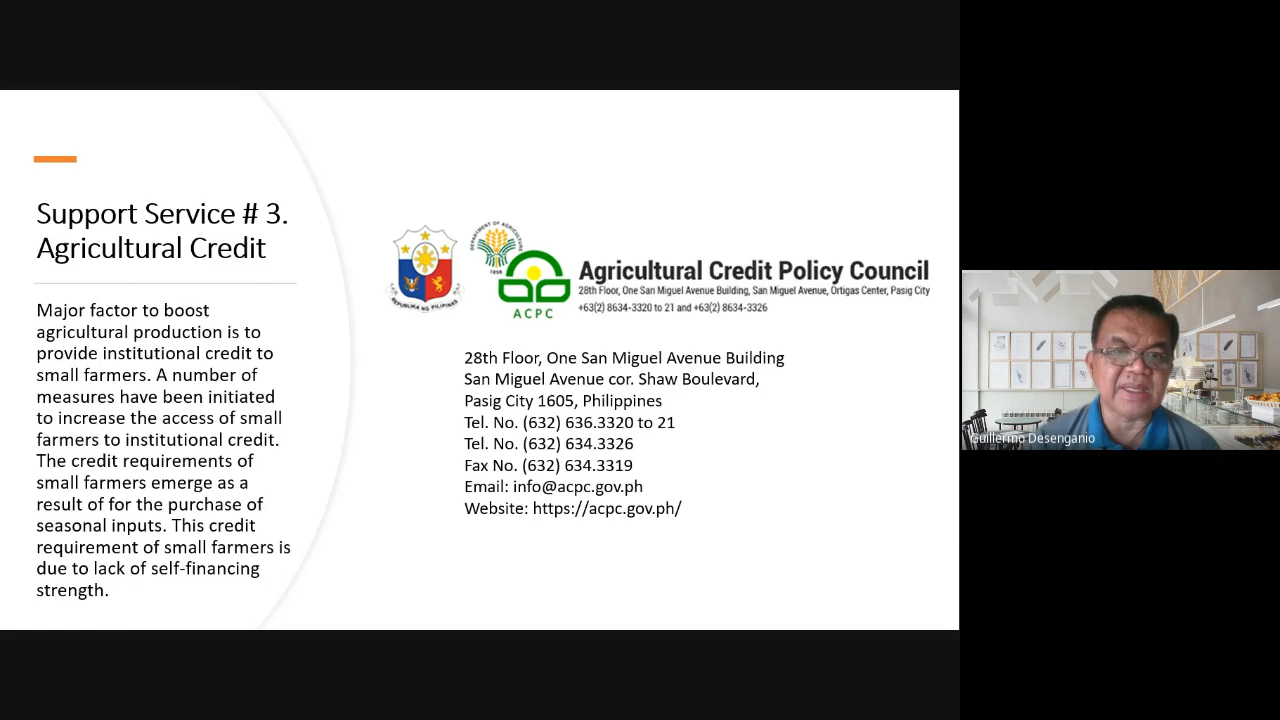 Support Service # 3.
Agricultural Credit
Major factor to boost
agricultural production is to
provide institutional credit to
small farmers. A number of
measures have been initiated
to increase the access of small
farmers to institutional credit.
The credit requirements of
small farmers emerge as a
result of for the purchase of
seasonal inputs. This credit
requirement of small farmers is
due to lack of self-financing
strength.
REPUBLIKA NG PILIPINAS
DEPARTMENT OF AGRICULTURE
1898
ACPC
Agricultural Credit Policy Council
28th Floor, One San Miguel Avenue Building, San Miguel Avenue, Ortigas Center, Pasig City
+63(2) 8634-3320 to 21 and +63(2) 8634-3326
28th Floor, One San Miguel Avenue Building
San Miguel Avenue cor. Shaw Boulevard,
Pasig City 1605, Philippines
Tel. No. (632) 636.3320 to 21
Tel. No. (632) 634.3326
Fax No. (632) 634.3319
Email: info@acpc.gov.ph
Website: https://acpc.gov.ph/
Guillermo Desenganio